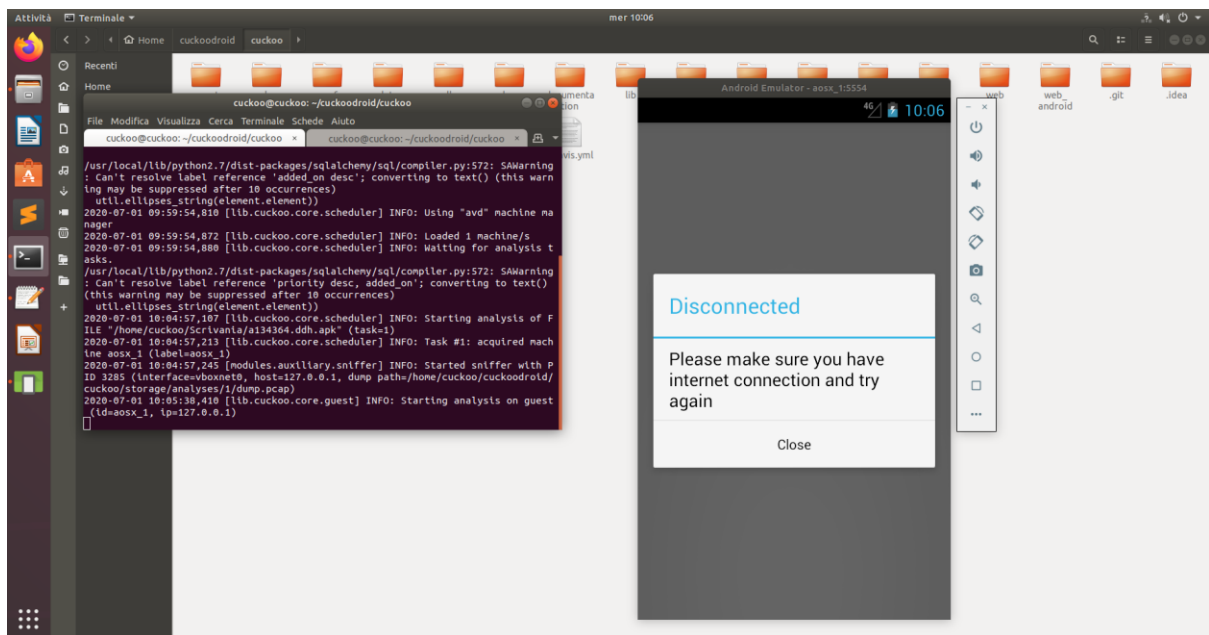 Attività
Terminale
mer 10:06
Home cuckoodroid cuckoo
Recenti
Home
lib
web
web_
android
.git
.idea
vis.yml
cuckoo@cuckoo: ~/cuckoodroid/cuckoo
File Modifica Visualizza Cerca Terminale Schede Aiuto
cuckoo@cuckoo: ~/cuckoodroid/cuckoo × cuckoo@cuckoo: ~/cuckoodroid/cuckoo ×
/usr/local/lib/python2.7/dist-packages/sqlalchemy/sql/compiler.py:572: SAWarning
: Can't resolve label reference 'added_on desc'; converting to text() (this warn
ing may be suppressed after 10 occurrences)
util.ellipses_string(element.element))
2020-07-01 09:59:54,810 [lib.cuckoo.core.scheduler] INFO: Using "avd" machine ma
nager
2020-07-01 09:59:54,872 [lib.cuckoo.core.scheduler] INFO: Loaded 1 machine/s
2020-07-01 09:59:54,880 [lib.cuckoo.core.scheduler] INFO: Waiting for analysis t
asks.
/usr/local/lib/python2.7/dist-packages/sqlalchemy/sql/compiler.py:572: SAWarning
: Can't resolve label reference 'priority desc, added_on'; converting to text()
(this warning may be suppressed after 10 occurrences)
util.ellipses_string(element.element))
2020-07-01 10:04:57,107 [lib.cuckoo.core.scheduler] INFO: Starting analysis of F
ILE "/home/cuckoo/Scrivania/a134364.ddh.apk" (task=1)
2020-07-01 10:04:57,213 [lib.cuckoo.core.scheduler] INFO: Task #1: acquired mach
ine aosx_1 (label=aosx_1)
2020-07-01 10:04:57,245 [modules.auxiliary.sniffer] INFO: Started sniffer with P
ID 3285 (interface=vboxnet0, host=127.0.0.1, dump path=/home/cuckoo/cuckoodroid/
cuckoo/storage/analyses/1/dump.pcap)
2020-07-01 10:05:38,410 [lib.cuckoo.core.guest] INFO: Starting analysis on guest
(id=aosx_1, ip=127.0.0.1)
Android Emulator - aosx_1:5554
4G 10:06
Disconnected
Please make sure you have
internet connection and try
again
Close